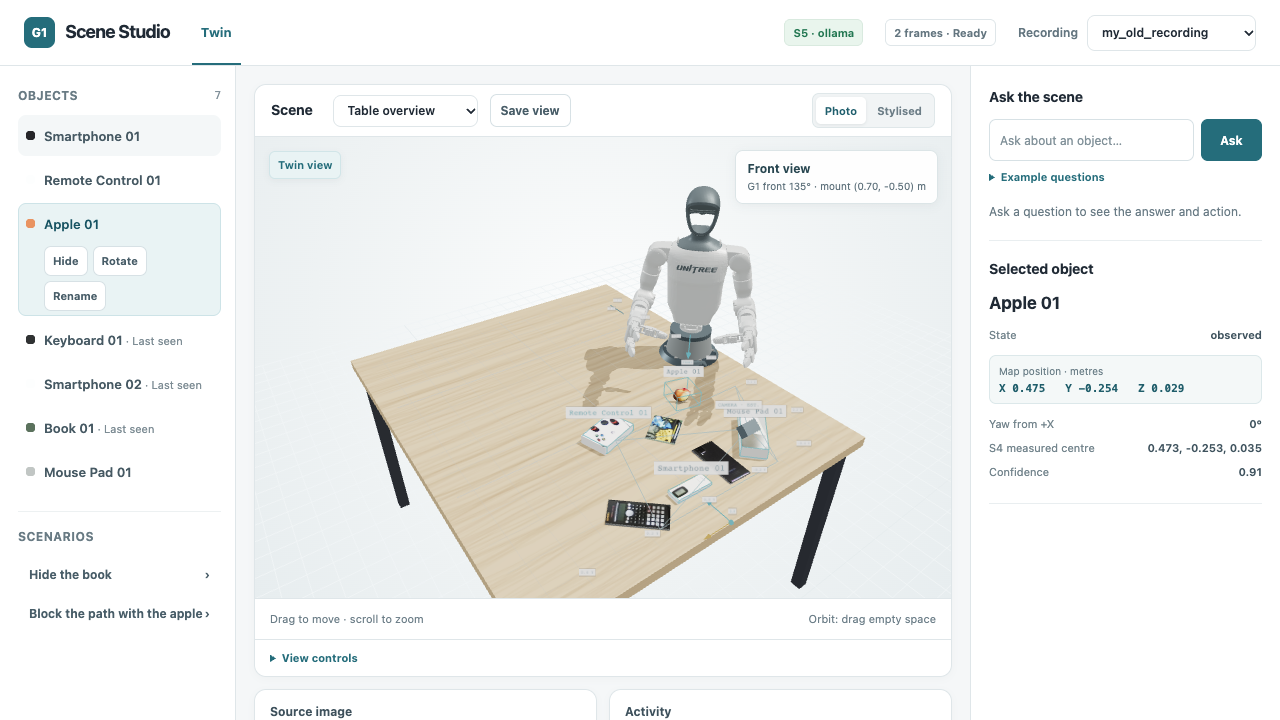 G1 Scene Studio Twin S5 · ollama 2 frames · Ready Recording my_old_recording
OBJECTS 7
Smartphone 01
Remote Control 01
Apple 01
Hide Rotate
Rename
Keyboard 01 · Last seen
Smartphone 02 · Last seen
Book 01 · Last seen
Mouse Pad 01
SCENARIOS
Hide the book ›
Block the path with the apple ›
Scene Table overview Save view Photo Stylised
Twin view
Front view
G1 front 135° · mount (0.70, -0.50) m
UNITREE
Apple 01
Remote Control 01
Mouse Pad 01
Smartphone 01
Drag to move · scroll to zoom Orbit: drag empty space
View controls
Source image
Activity
Ask the scene
Ask about an object... Ask
Example questions
Ask a question to see the answer and action.
Selected object
Apple 01
State observed
Map position · metres
X 0.475 Y −0.254 Z 0.029
Yaw from +X 0°
S4 measured centre 0.473, -0.253, 0.035
Confidence 0.91